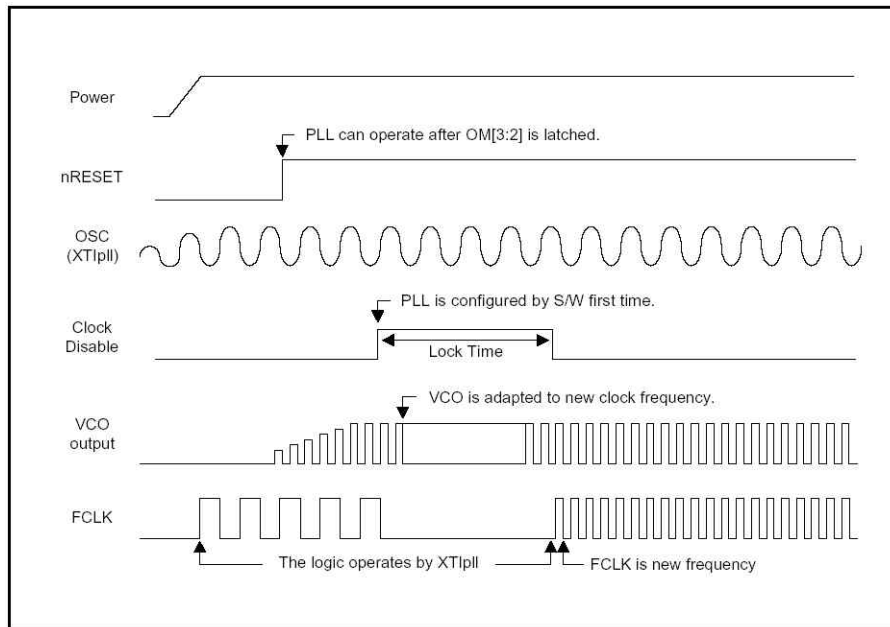 Power
PLL can operate after OM[3:2] is latched.
nRESET
OSC
(XTIpll)
PLL is configured by S/W first time.
Clock
Disable
Lock Time
VCO is adapted to new clock frequency.
VCO
output
FCLK
The logic operates by XTIpll
FCLK is new frequency